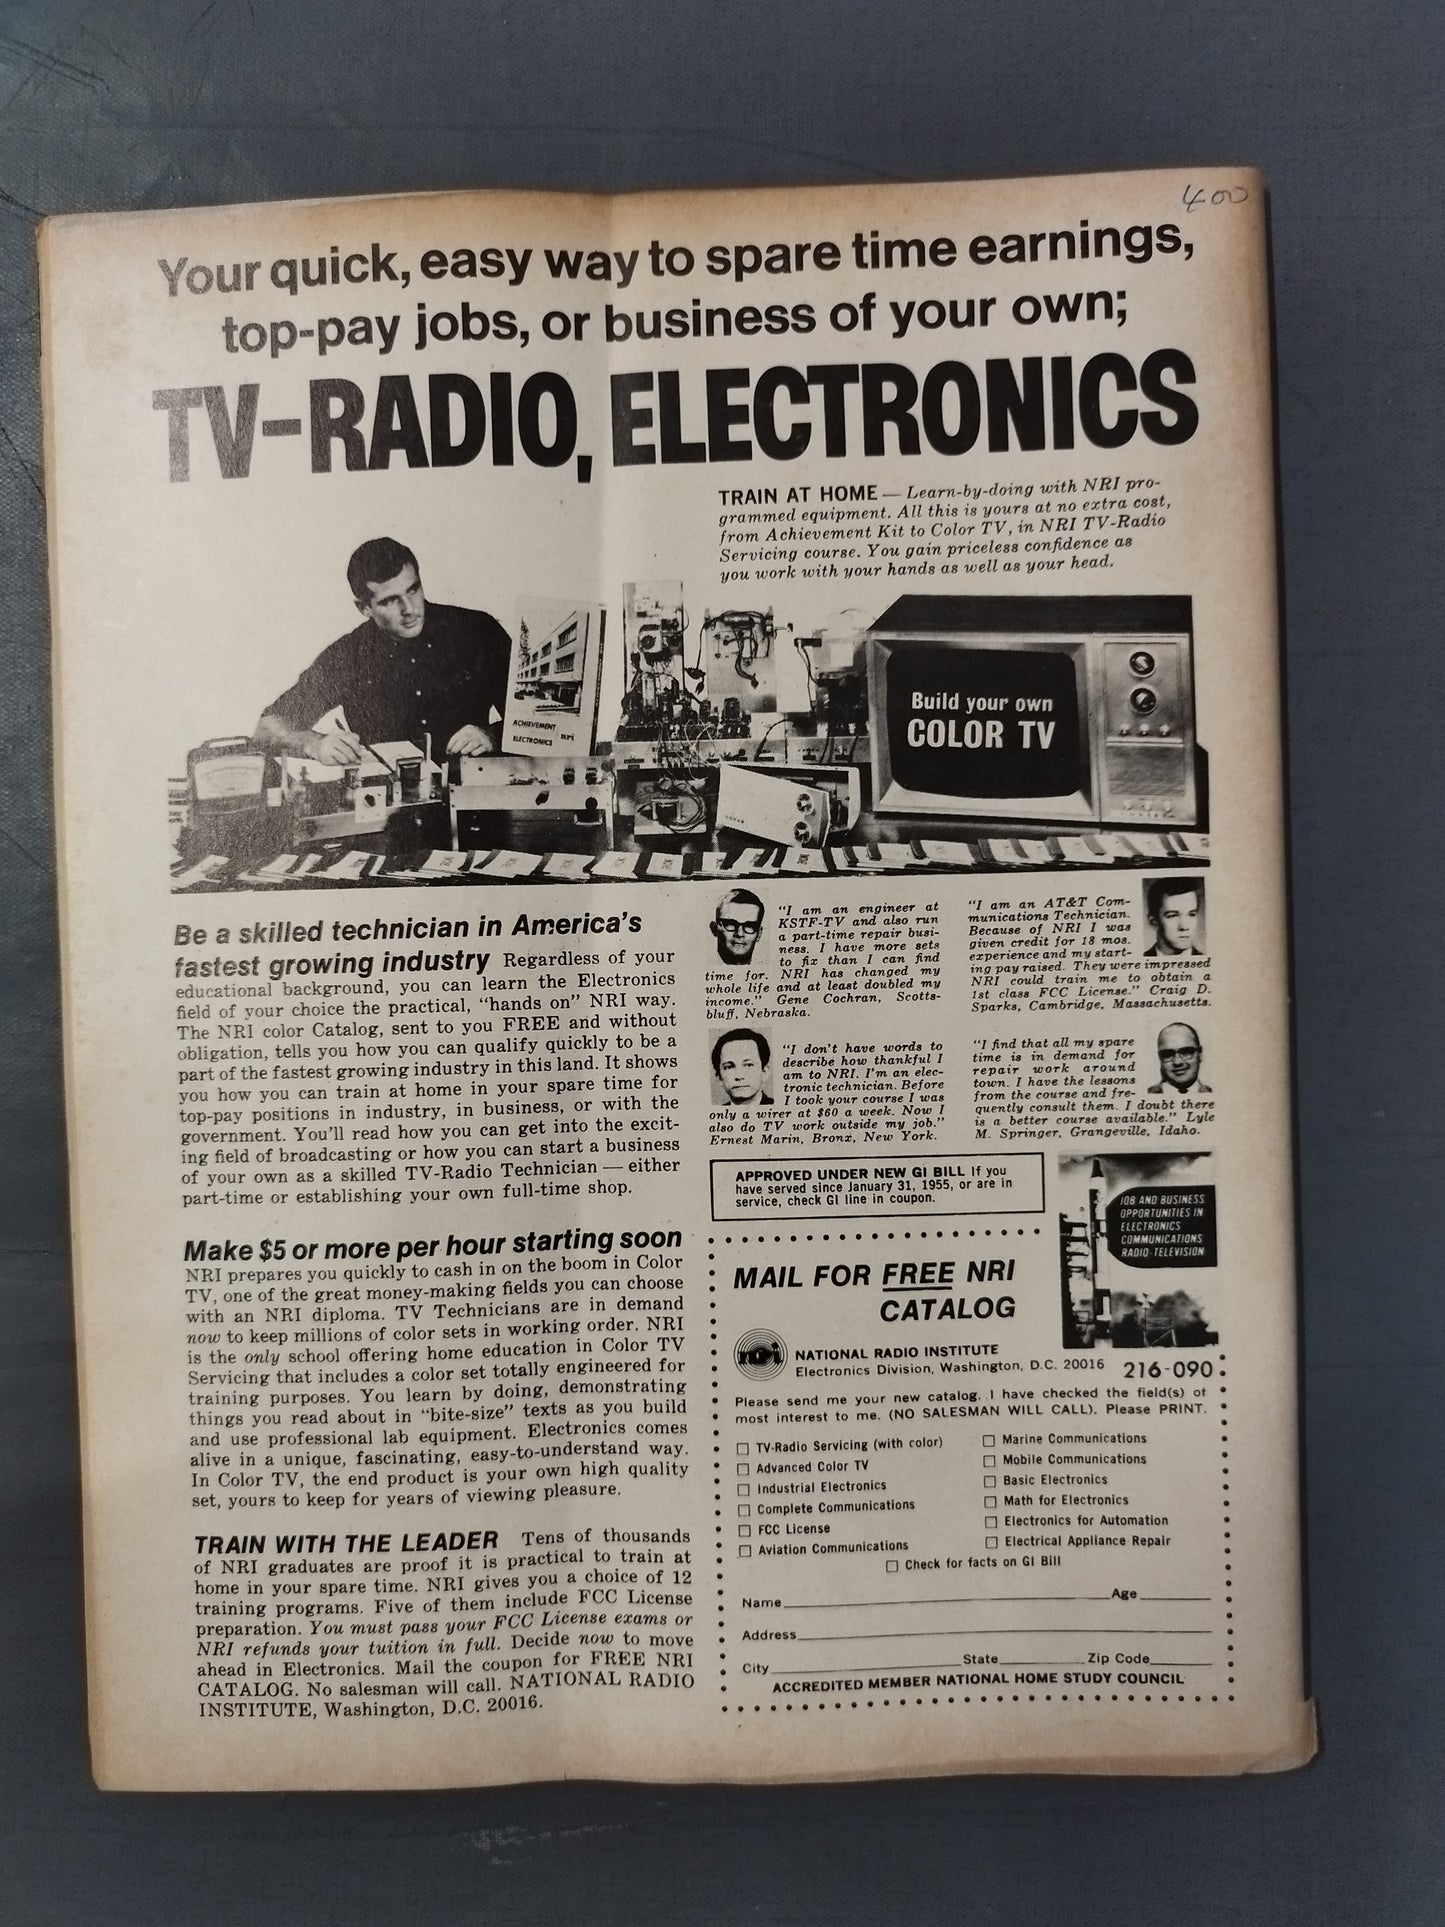 400
Your quick, easy way to spare time earnings,
top-pay jobs, or business of your own;
TV-RADIO, ELECTRONICS
TRAIN AT HOME — Learn-by-doing with NRI pro-
grammed equipment. All this is yours at no extra cost,
from Achievement Kit to Color TV, in NRI TV-Radio
Servicing course. You gain priceless confidence as
you work with your hands as well as your head.
ACHIEVEMENT
ELECTRONICS nri
Build your own
COLOR TV
CONAR
Be a skilled technician in America's
fastest growing industry Regardless of your
educational background, you can learn the Electronics
field of your choice the practical, "hands on" NRI way.
The NRI color Catalog, sent to you FREE and without
obligation, tells you how you can qualify quickly to be a
part of the fastest growing industry in this land. It shows
you how you can train at home in your spare time for
top-pay positions in industry, in business, or with the
government. You'll read how you can get into the excit-
ing field of broadcasting or how you can start a business
of your own as a skilled TV-Radio Technician — either
part-time or establishing your own full-time shop.
Make $5 or more per hour starting soon
NRI prepares you quickly to cash in on the boom in Color
TV, one of the great money-making fields you can choose
with an NRI diploma. TV Technicians are in demand
now to keep millions of color sets in working order. NRI
is the only school offering home education in Color TV
Servicing that includes a color set totally engineered for
training purposes. You learn by doing, demonstrating
things you read about in "bite-size" texts as you build
and use professional lab equipment. Electronics comes
alive in a unique, fascinating, easy-to-understand way.
In Color TV, the end product is your own high quality
set, yours to keep for years of viewing pleasure.
TRAIN WITH THE LEADER Tens of thousands
of NRI graduates are proof it is practical to train at
home in your spare time. NRI gives you a choice of 12
training programs. Five of them include FCC License
preparation. You must pass your FCC License exams or
NRI refunds your tuition in full. Decide now to move
ahead in Electronics. Mail the coupon for FREE NRI
CATALOG. No salesman will call. NATIONAL RADIO
INSTITUTE, Washington, D.C. 20016.
"I am an engineer at
KSTF-TV and also run
a part-time repair busi-
ness. I have more sets
to fix than I can find
time for. NRI has changed my
whole life and at least doubled my
income." Gene Cochran, Scotts-
bluff, Nebraska.
"I am an AT&T Com-
munications Technician.
Because of NRI I was
given credit for 18 mos.
experience and my start-
ing pay raised. They were impressed
NRI could train me to obtain a
1st class FCC License." Craig D.
Sparks, Cambridge, Massachusetts.
"I don't have words to
describe how thankful I
am to NRI. I'm an elec-
tronic technician. Before
I took your course I was
only a wirer at $60 a week. Now I
also do TV work outside my job."
Ernest Marin, Bronx, New York.
"I find that all my spare
time is in demand for
repair work around
town. I have the lessons
from the course and fre-
quently consult them. I doubt there
is a better course available." Lyle
M. Springer, Grangeville, Idaho.
APPROVED UNDER NEW GI BILL If you
have served since January 31, 1955, or are in
service, check GI line in coupon.
JOB AND BUSINESS
OPPORTUNITIES IN
ELECTRONICS
COMMUNICATIONS
RADIO-TELEVISION
MAIL FOR FREE NRI
CATALOG
nri
NATIONAL RADIO INSTITUTE
Electronics Division, Washington, D.C. 20016 216-090
Please send me your new catalog. I have checked the field(s) of
most interest to me. (NO SALESMAN WILL CALL). Please PRINT.
TV-Radio Servicing (with color)
Advanced Color TV
Industrial Electronics
Complete Communications
FCC License
Aviation Communications
Marine Communications
Mobile Communications
Basic Electronics
Math for Electronics
Electronics for Automation
Electrical Appliance Repair
Check for facts on GI Bill
Name Age
Address
City State Zip Code
ACCREDITED MEMBER NATIONAL HOME STUDY COUNCIL